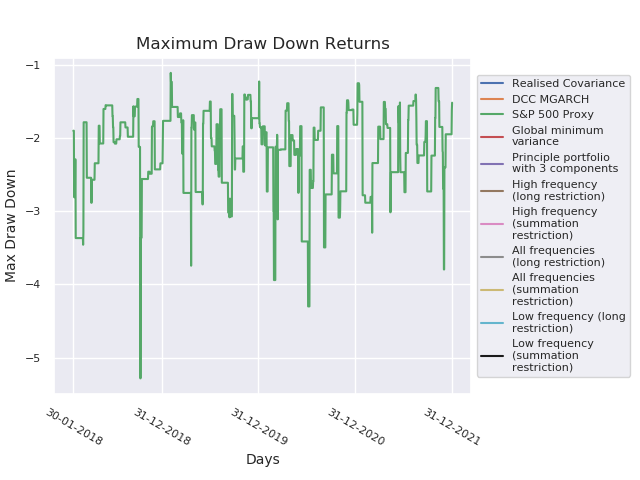 Maximum Draw Down Returns
Max Draw Down
−1
−2
−3
−4
−5
30-01-2018
31-12-2018
31-12-2019
31-12-2020
31-12-2021
Days
Realised Covariance
DCC MGARCH
S&P 500 Proxy
Global minimum
variance
Principle portfolio
with 3 components
High frequency
(long restriction)
High frequency
(summation
restriction)
All frequencies
(long restriction)
All frequencies
(summation
restriction)
Low frequency (long
restriction)
Low frequency
(summation
restriction)